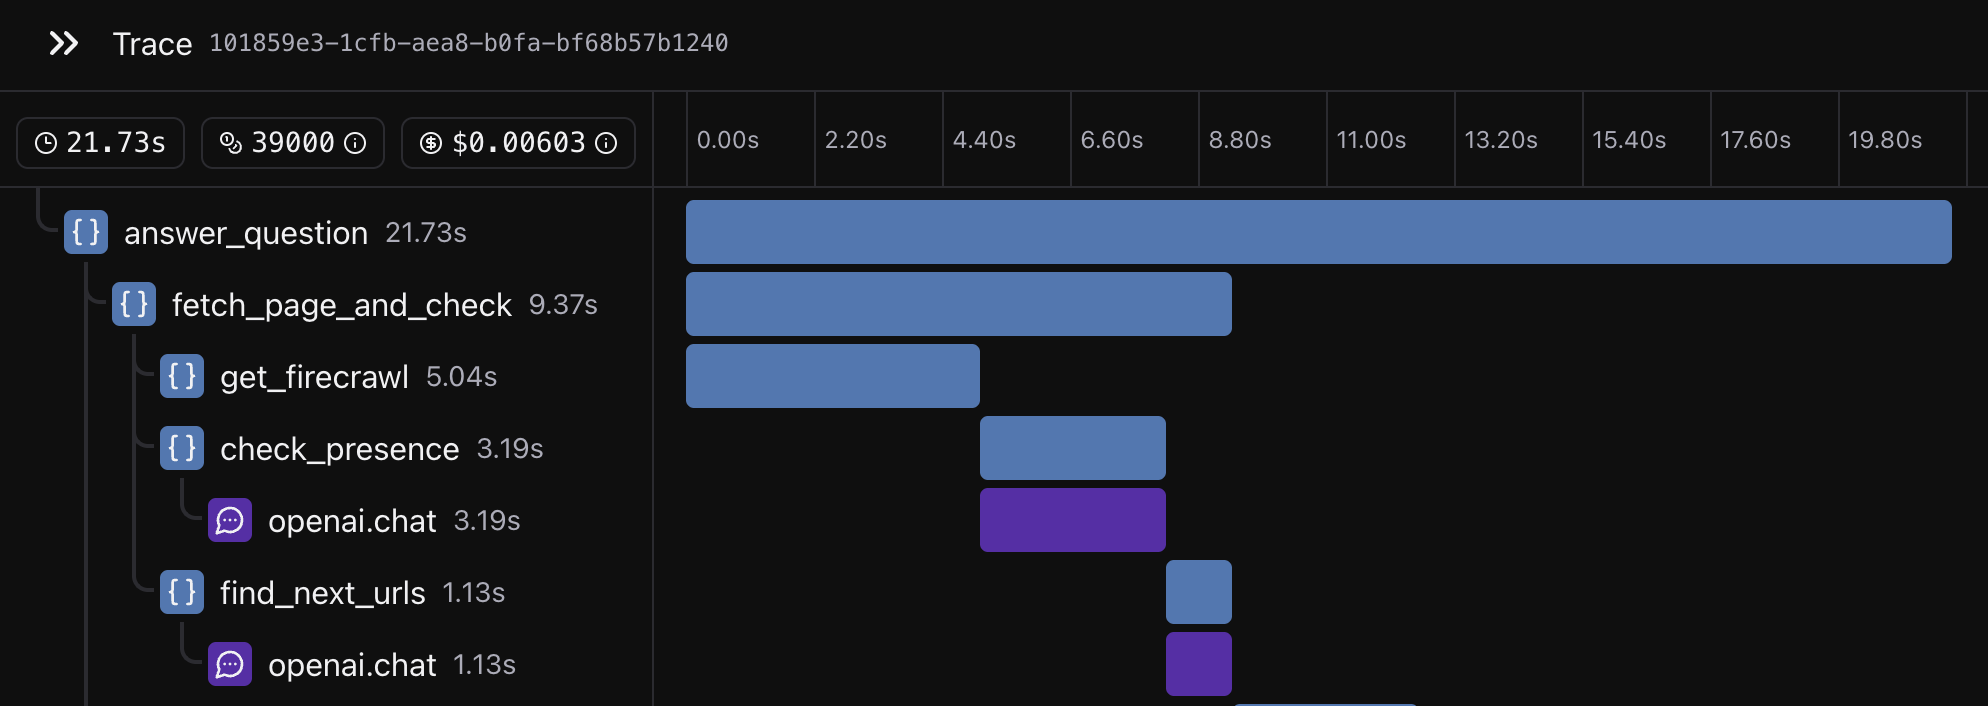 Trace 101859e3-1cfb-aea8-b0fa-bf68b57b1240
21.73s 39000 $0.00603 0.00s 2.20s 4.40s 6.60s 8.80s 11.00s 13.20s 15.40s 17.60s 19.80s
{} answer_question 21.73s
{} fetch_page_and_check 9.37s
{} get_firecrawl 5.04s
{} check_presence 3.19s
openai.chat 3.19s
{} find_next_urls 1.13s
openai.chat 1.13s